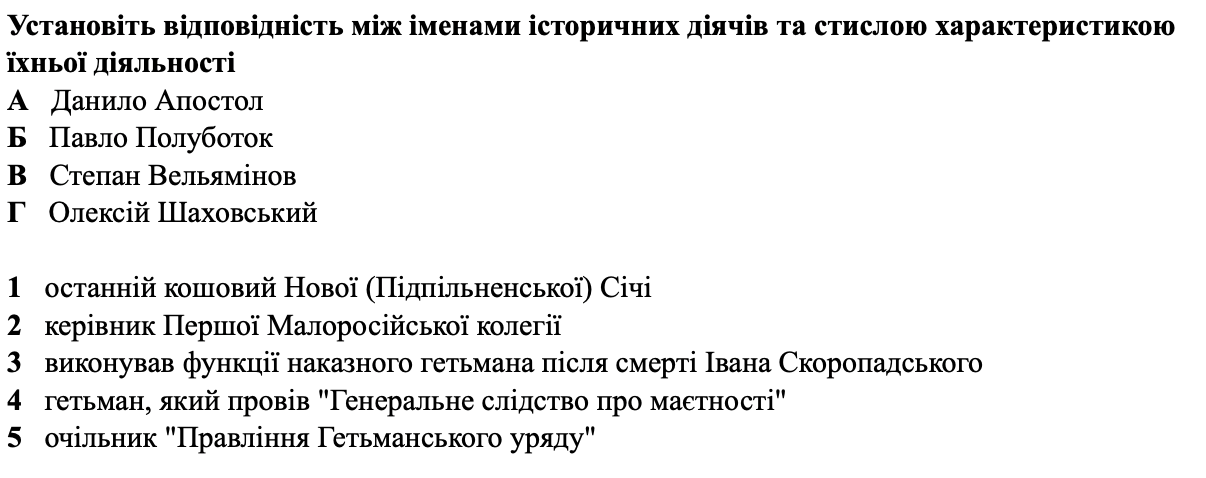 Установіть відповідність між іменами історичних діячів та стислою характеристикою
їхньої діяльності
А Данило Апостол
Б Павло Полуботок
В Степан Вельямінов
Г Олексій Шаховський
1 останній кошовий Нової (Підпільненської) Січі
2 керівник Першої Малоросійської колегії
3 виконував функції наказного гетьмана після смерті Івана Скоропадського
4 гетьман, який провів "Генеральне слідство про маєтності"
5 очільник "Правління Гетьманського уряду"